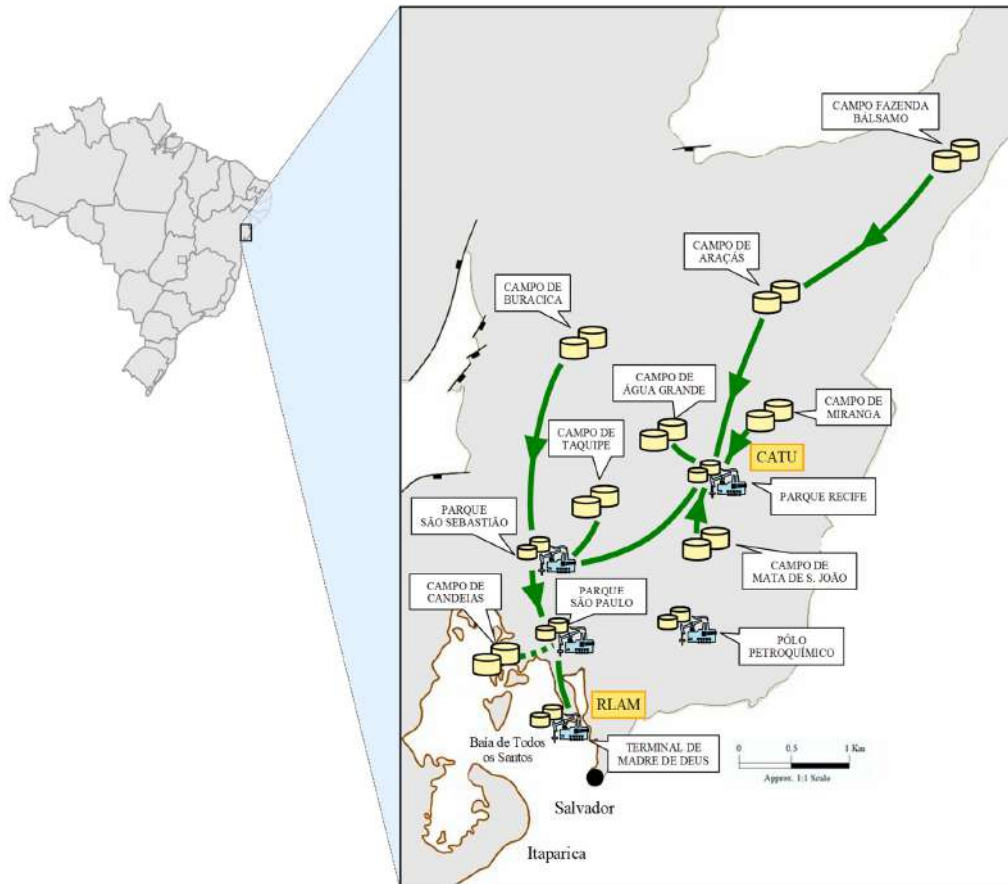 CAMPO FAZENDA
BÁLSAMO
CAMPO DE
ARAÇÁS
CAMPO DE
BURACICA
CAMPO DE
ÁGUA GRANDE
CAMPO DE
MIRANGA
CAMPO DE
TAQUIPE
CATU
PARQUE RECIFE
PARQUE
SÃO SEBASTIÃO
CAMPO DE
MATA DE S. JOÃO
CAMPO DE
CANDEIAS
PARQUE
SÃO PAULO
PÓLO
PETROQUÍMICO
RLAM
Baía de Todos
os Santos
TERMINAL DE
MADRE DE DEUS
0 0.5 1 Km
Approx. 1:1 Scale
Salvador
Itaparica